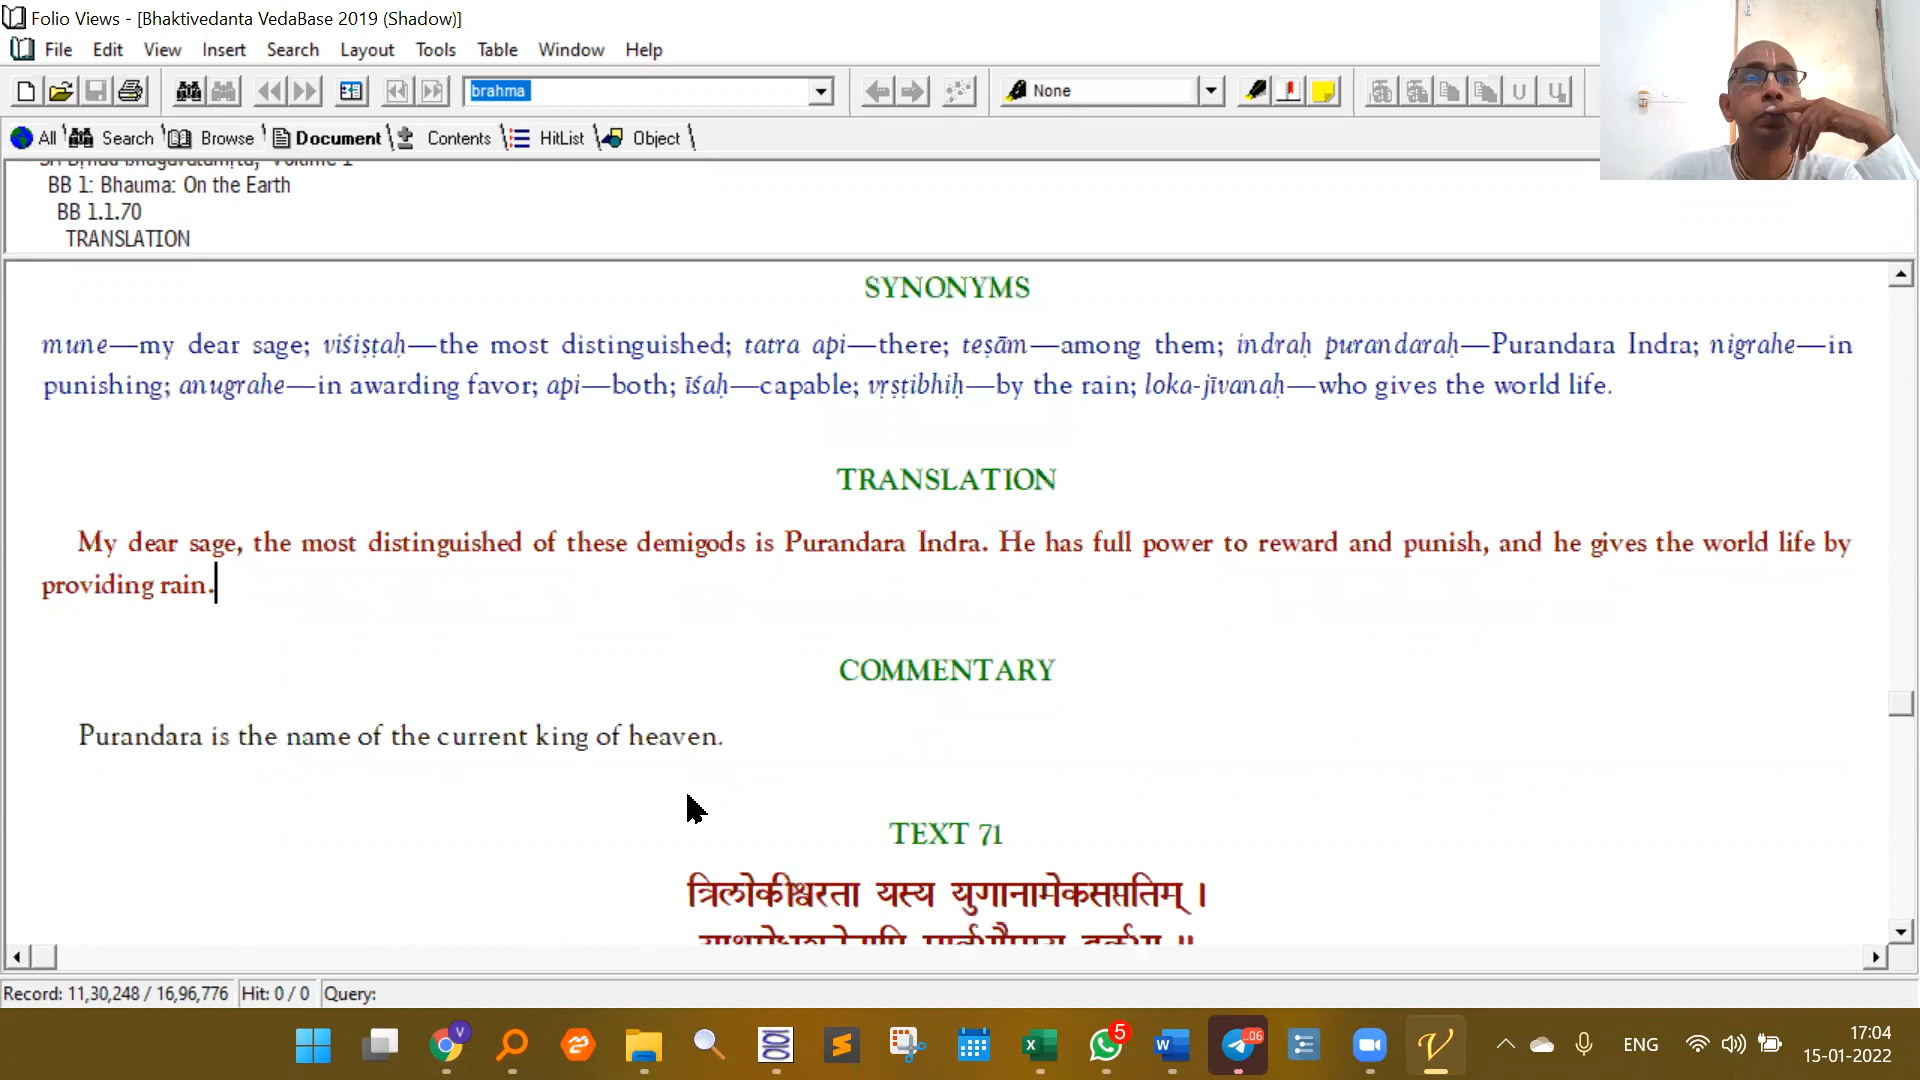 Folio Views - [Bhaktivedanta VedaBase 2019 (Shadow)]
File Edit View Insert Search Layout Tools Table Window Help
brahma None
All Search Browse Document Contents HitList Object
BB 1: Bhauma: On the Earth
BB 1.1.70
TRANSLATION
SYNONYMS
mune—my dear sage; viśiṣṭaḥ—the most distinguished; tatra api—there; teṣām—among them; indraḥ purandaraḥ—Purandara Indra; nigrahe—in
punishing; anugrahe—in awarding favor; api—both; īśaḥ—capable; vṛṣṭibhiḥ—by the rain; loka-jīvanaḥ—who gives the world life.
TRANSLATION
My dear sage, the most distinguished of these demigods is Purandara Indra. He has full power to reward and punish, and he gives the world life by
providing rain.
COMMENTARY
Purandara is the name of the current king of heaven.
TEXT 71
त्रिलोकीश्वरता यस्य युगानामेकसप्ततिम् ।
Record: 11,30,248 / 16,96,776 Hit: 0 / 0 Query:
V 5 .06 ENG 17:04
15-01-2022